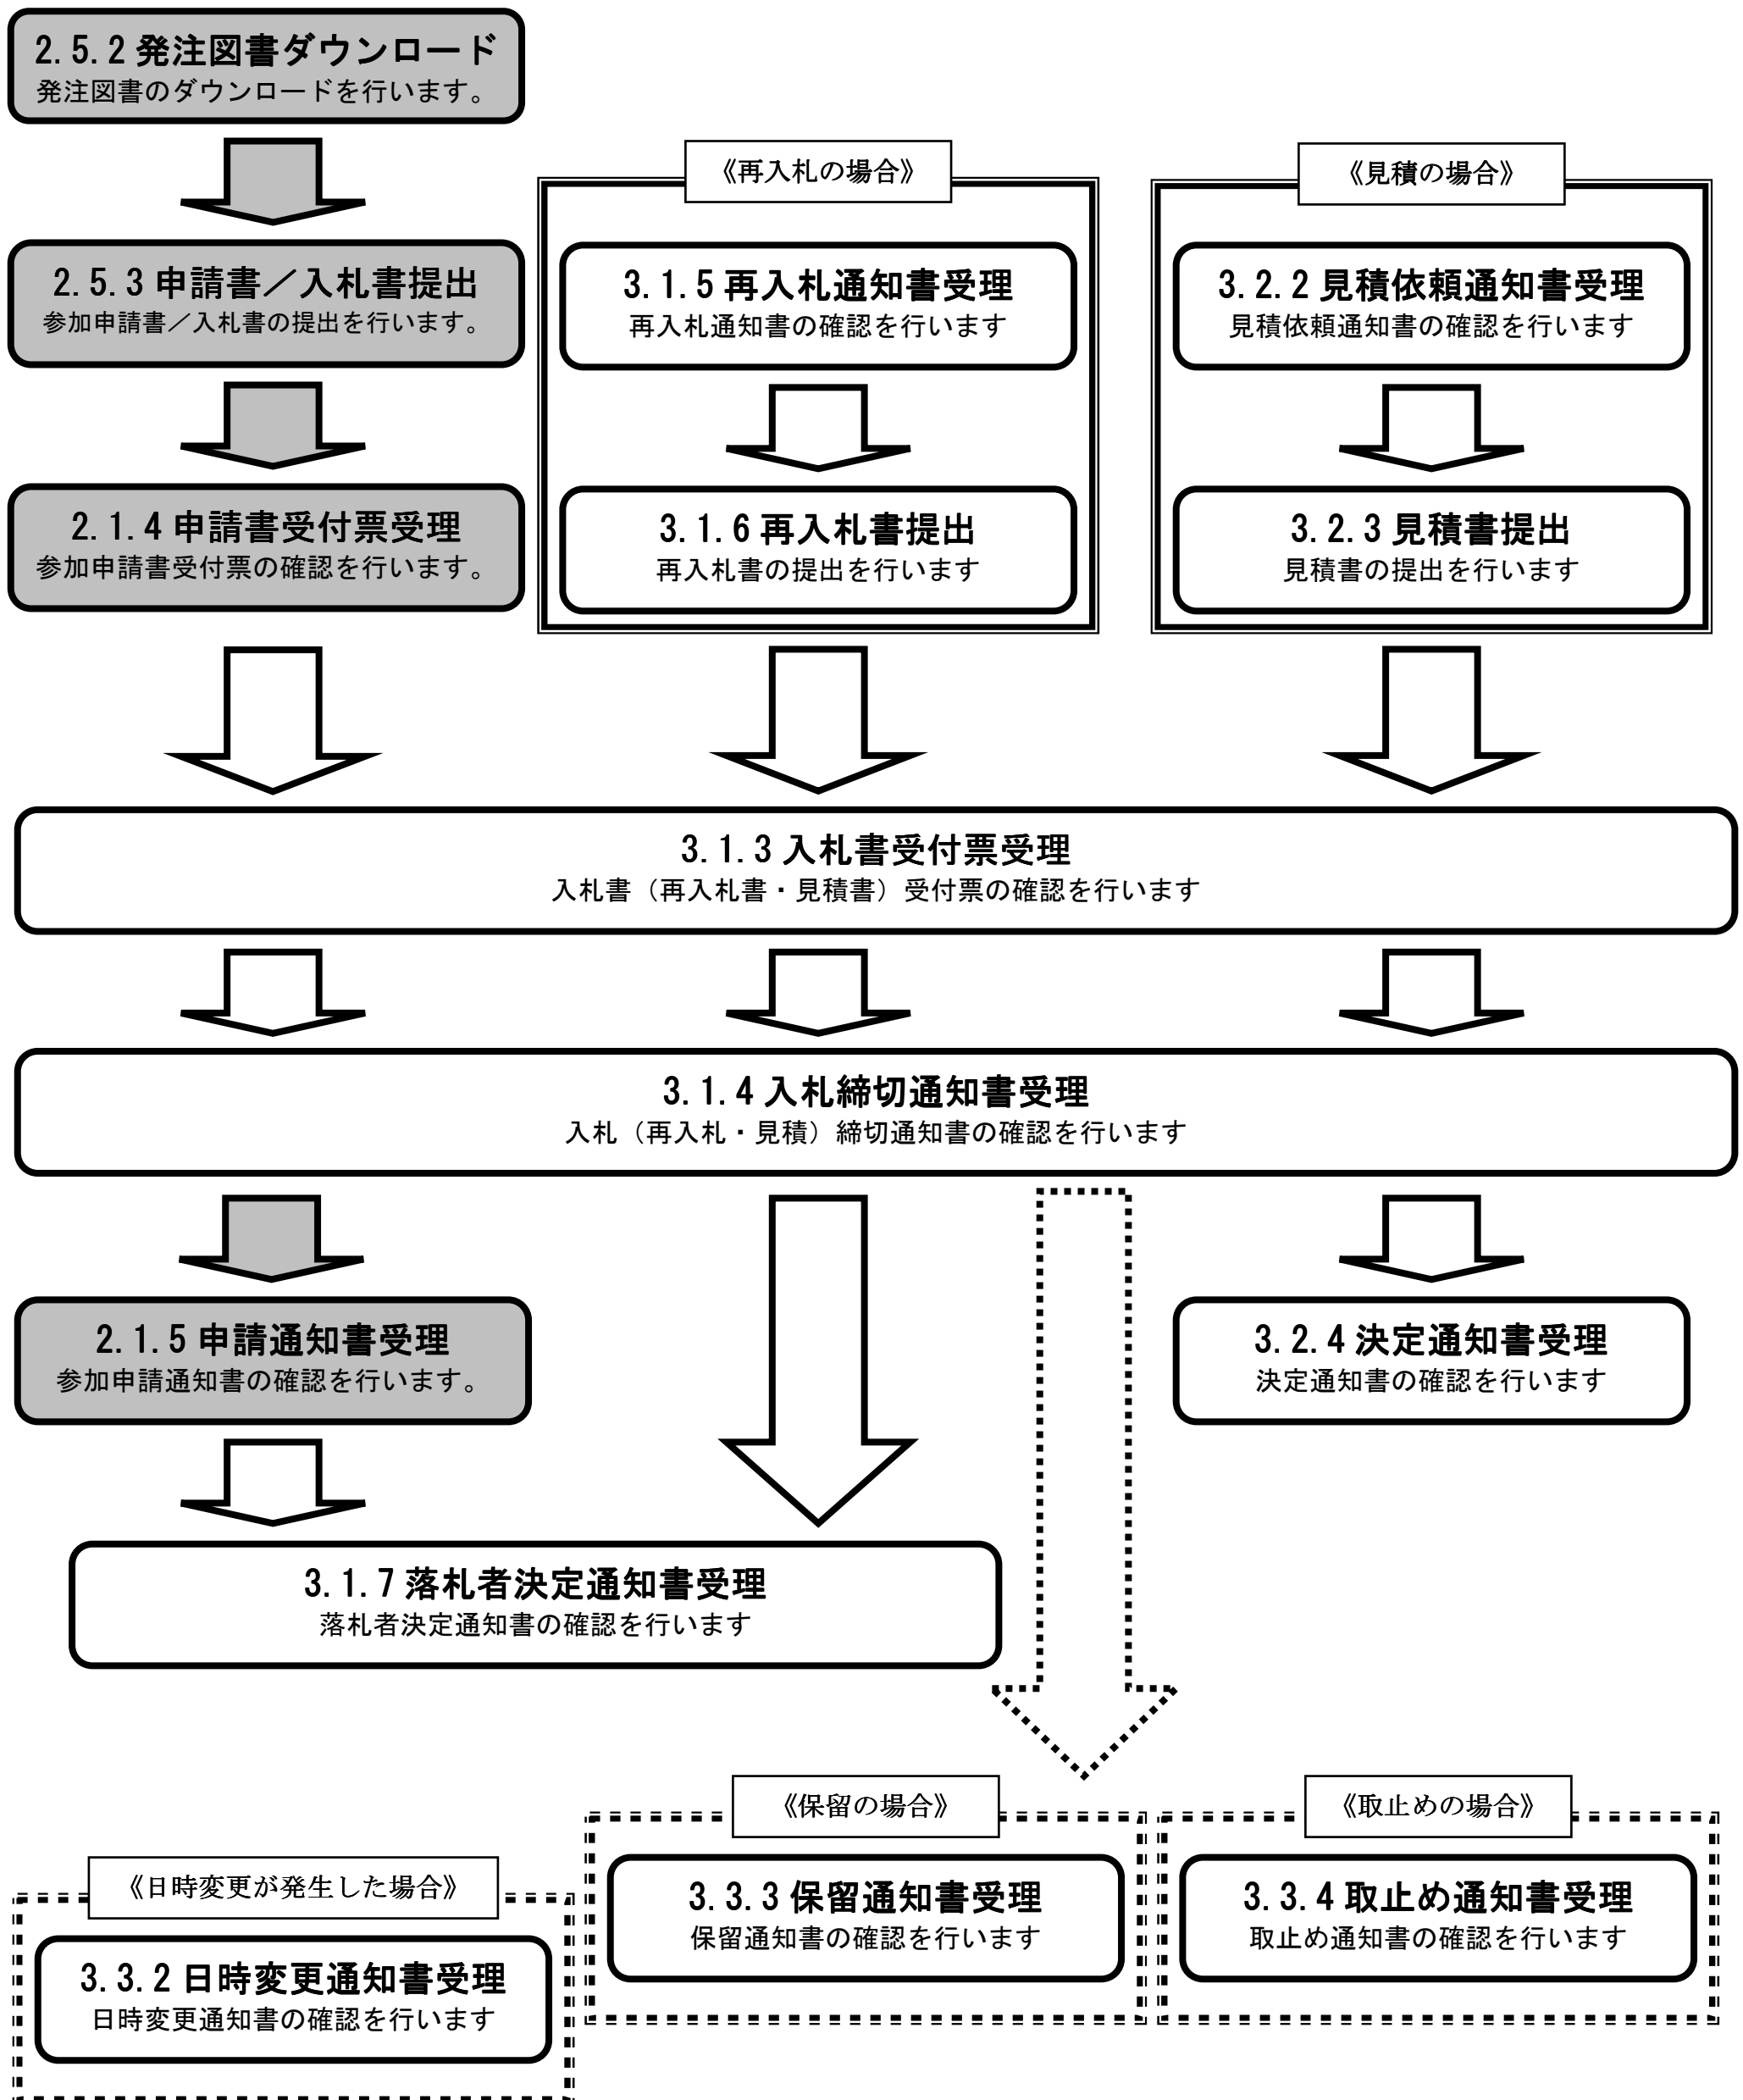 2.5.2 発注図書ダウンロード
発注図書のダウンロードを行います。
2.5.3 申請書／入札書提出
参加申請書／入札書の提出を行います。
2.1.4 申請書受付票受理
参加申請書受付票の確認を行います。
《再入札の場合》
3.1.5 再入札通知書受理
再入札通知書の確認を行います
3.1.6 再入札書提出
再入札書の提出を行います
《見積の場合》
3.2.2 見積依頼通知書受理
見積依頼通知書の確認を行います
3.2.3 見積書提出
見積書の提出を行います
3.1.3 入札書受付票受理
入札書（再入札書・見積書）受付票の確認を行います
3.1.4 入札締切通知書受理
入札（再入札・見積）締切通知書の確認を行います
2.1.5 申請通知書受理
参加申請通知書の確認を行います。
3.2.4 決定通知書受理
決定通知書の確認を行います
3.1.7 落札者決定通知書受理
落札者決定通知書の確認を行います
《日時変更が発生した場合》
3.3.2 日時変更通知書受理
日時変更通知書の確認を行います
《保留の場合》
3.3.3 保留通知書受理
保留通知書の確認を行います
《取止めの場合》
3.3.4 取止め通知書受理
取止め通知書の確認を行います